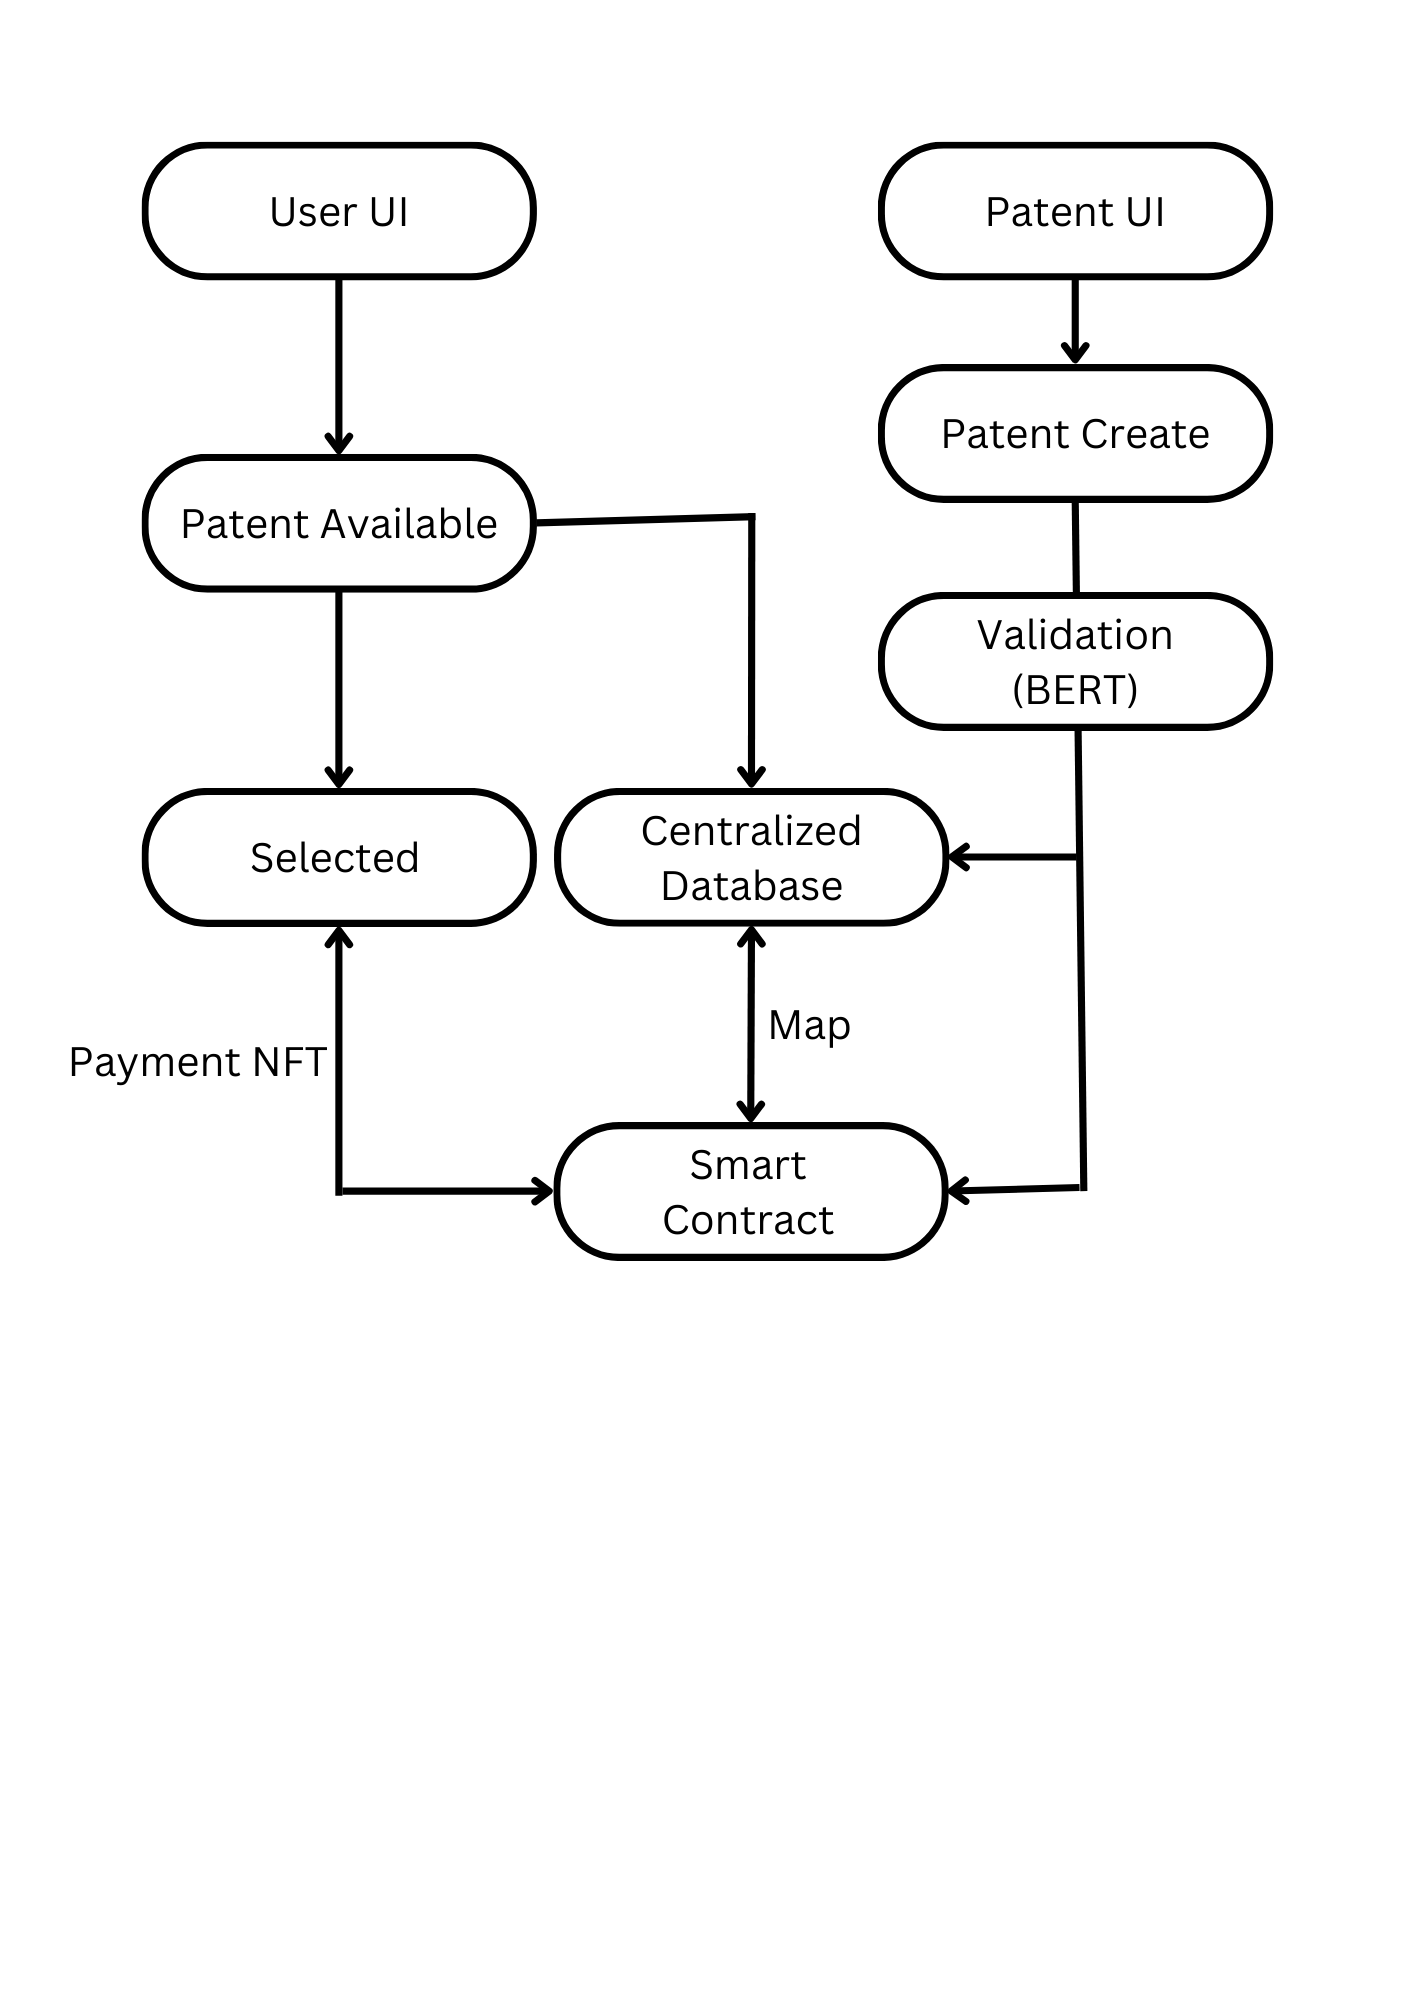 User UI
Patent UI
Patent Create
Patent Available
Validation
(BERT)
Selected
Centralized
Database
Map
Payment NFT
Smart
Contract